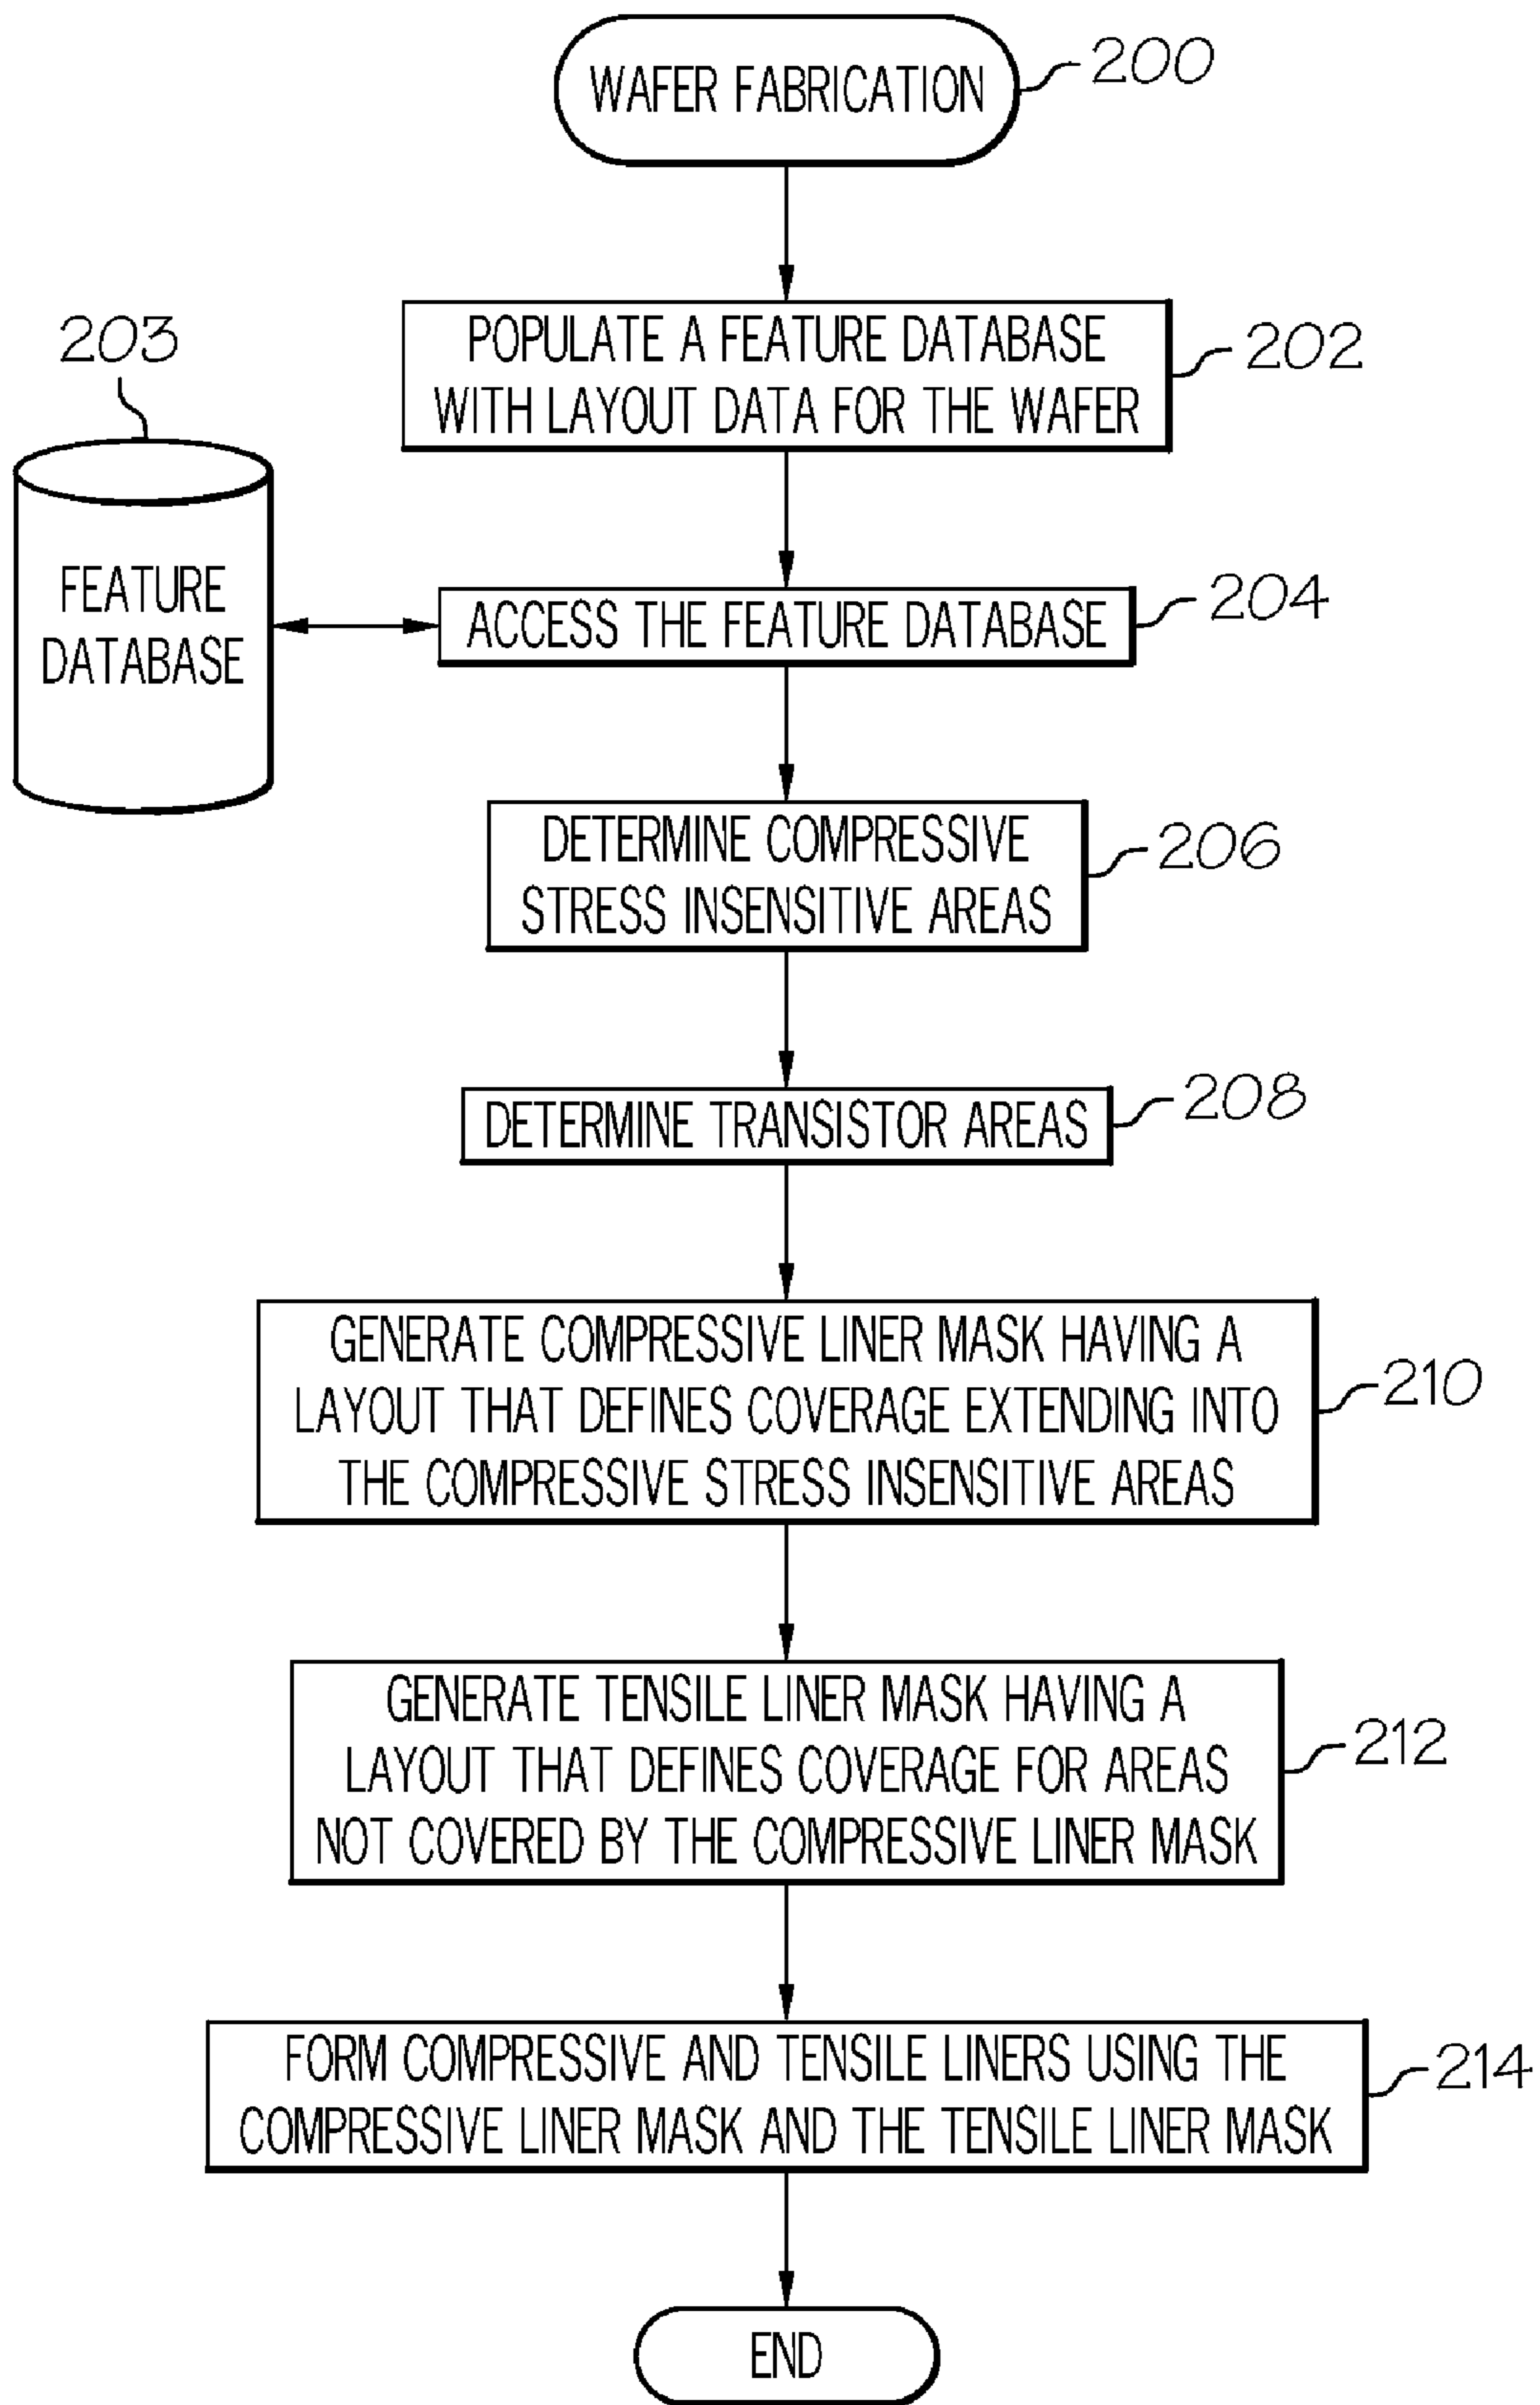 WAFER FABRICATION
200
POPULATE A FEATURE DATABASE
WITH LAYOUT DATA FOR THE WAFER
202
203
FEATURE
DATABASE
ACCESS THE FEATURE DATABASE
204
DETERMINE COMPRESSIVE
STRESS INSENSITIVE AREAS
206
DETERMINE TRANSISTOR AREAS
208
GENERATE COMPRESSIVE LINER MASK HAVING A
LAYOUT THAT DEFINES COVERAGE EXTENDING INTO
THE COMPRESSIVE STRESS INSENSITIVE AREAS
210
GENERATE TENSILE LINER MASK HAVING A
LAYOUT THAT DEFINES COVERAGE FOR AREAS
NOT COVERED BY THE COMPRESSIVE LINER MASK
212
FORM COMPRESSIVE AND TENSILE LINERS USING THE
COMPRESSIVE LINER MASK AND THE TENSILE LINER MASK
214
END